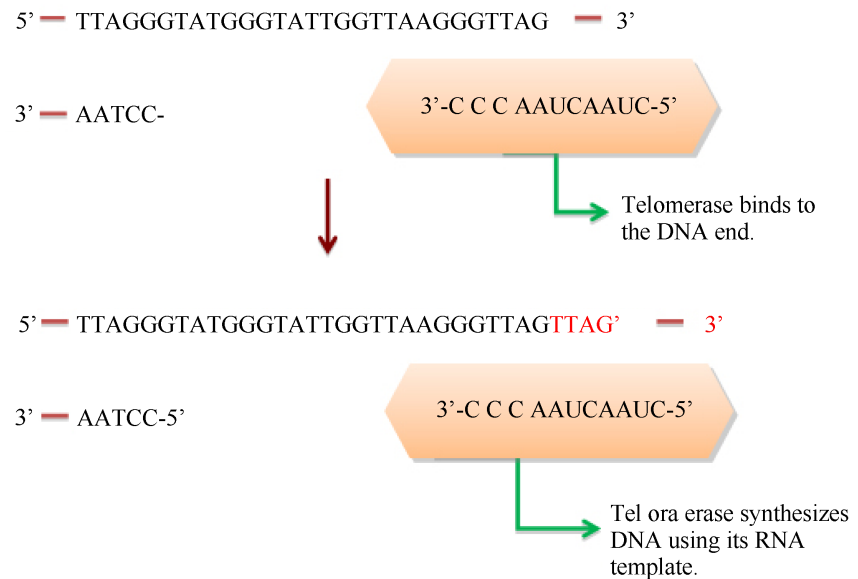 5’ TTAGGGTATGGGTATTGGTTAAGGGTTAG 3’
3’ AATCC-
3’-C C C AAUCAAUC-5’
Telomerase binds to
the DNA end.
5’ TTAGGGTATGGGTATTGGTTAAGGGTTAGTTAG’ 3’
3’ AATCC-5’
3’-C C C AAUCAAUC-5’
Tel ora erase synthesizes
DNA using its RNA
template.